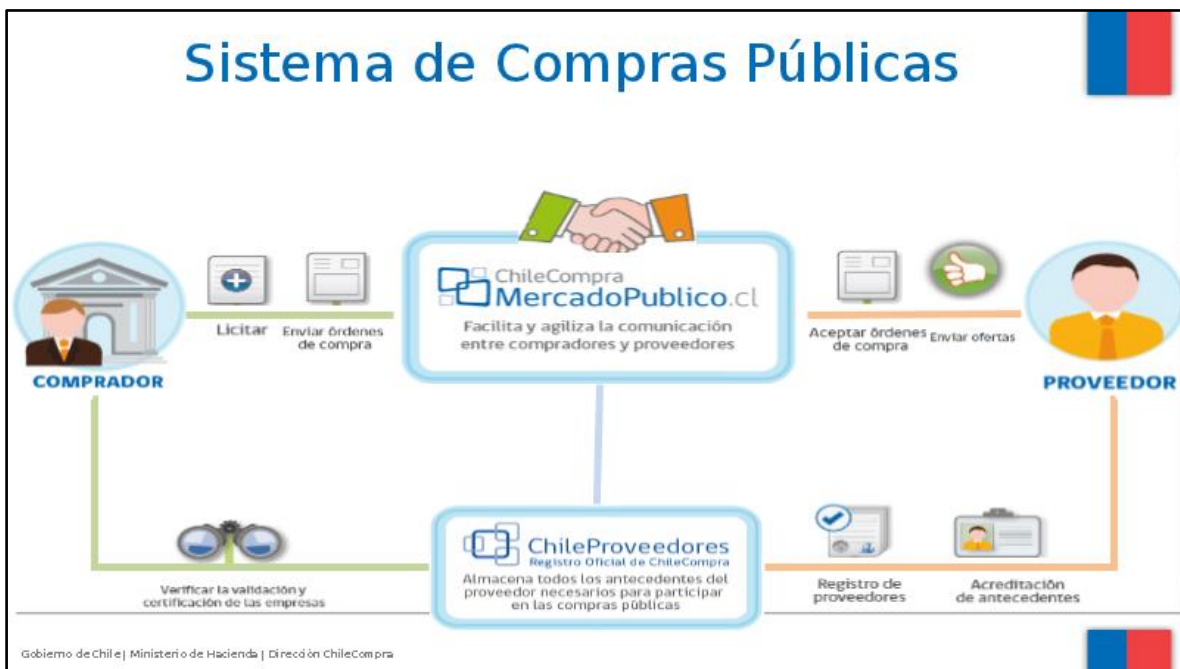 Sistema de Compras Públicas
ChileCompra
MercadoPublico.cl
Facilita y agiliza la comunicación
entre compradores y proveedores
Licitar
Enviar órdenes
de compra
Aceptar órdenes
de compra
Enviar ofertas
COMPRADOR
PROVEEDOR
ChileProveedores
Registro Oficial de ChileCompra
Almacena todos los antecedentes del
proveedor necesarios para participar
en las compras públicas
Verificar la validación y
certificación de las empresas
Registro de
proveedores
Acreditación
de antecedentes
Gobierno de Chile | Ministerio de Hacienda | Dirección ChileCompra